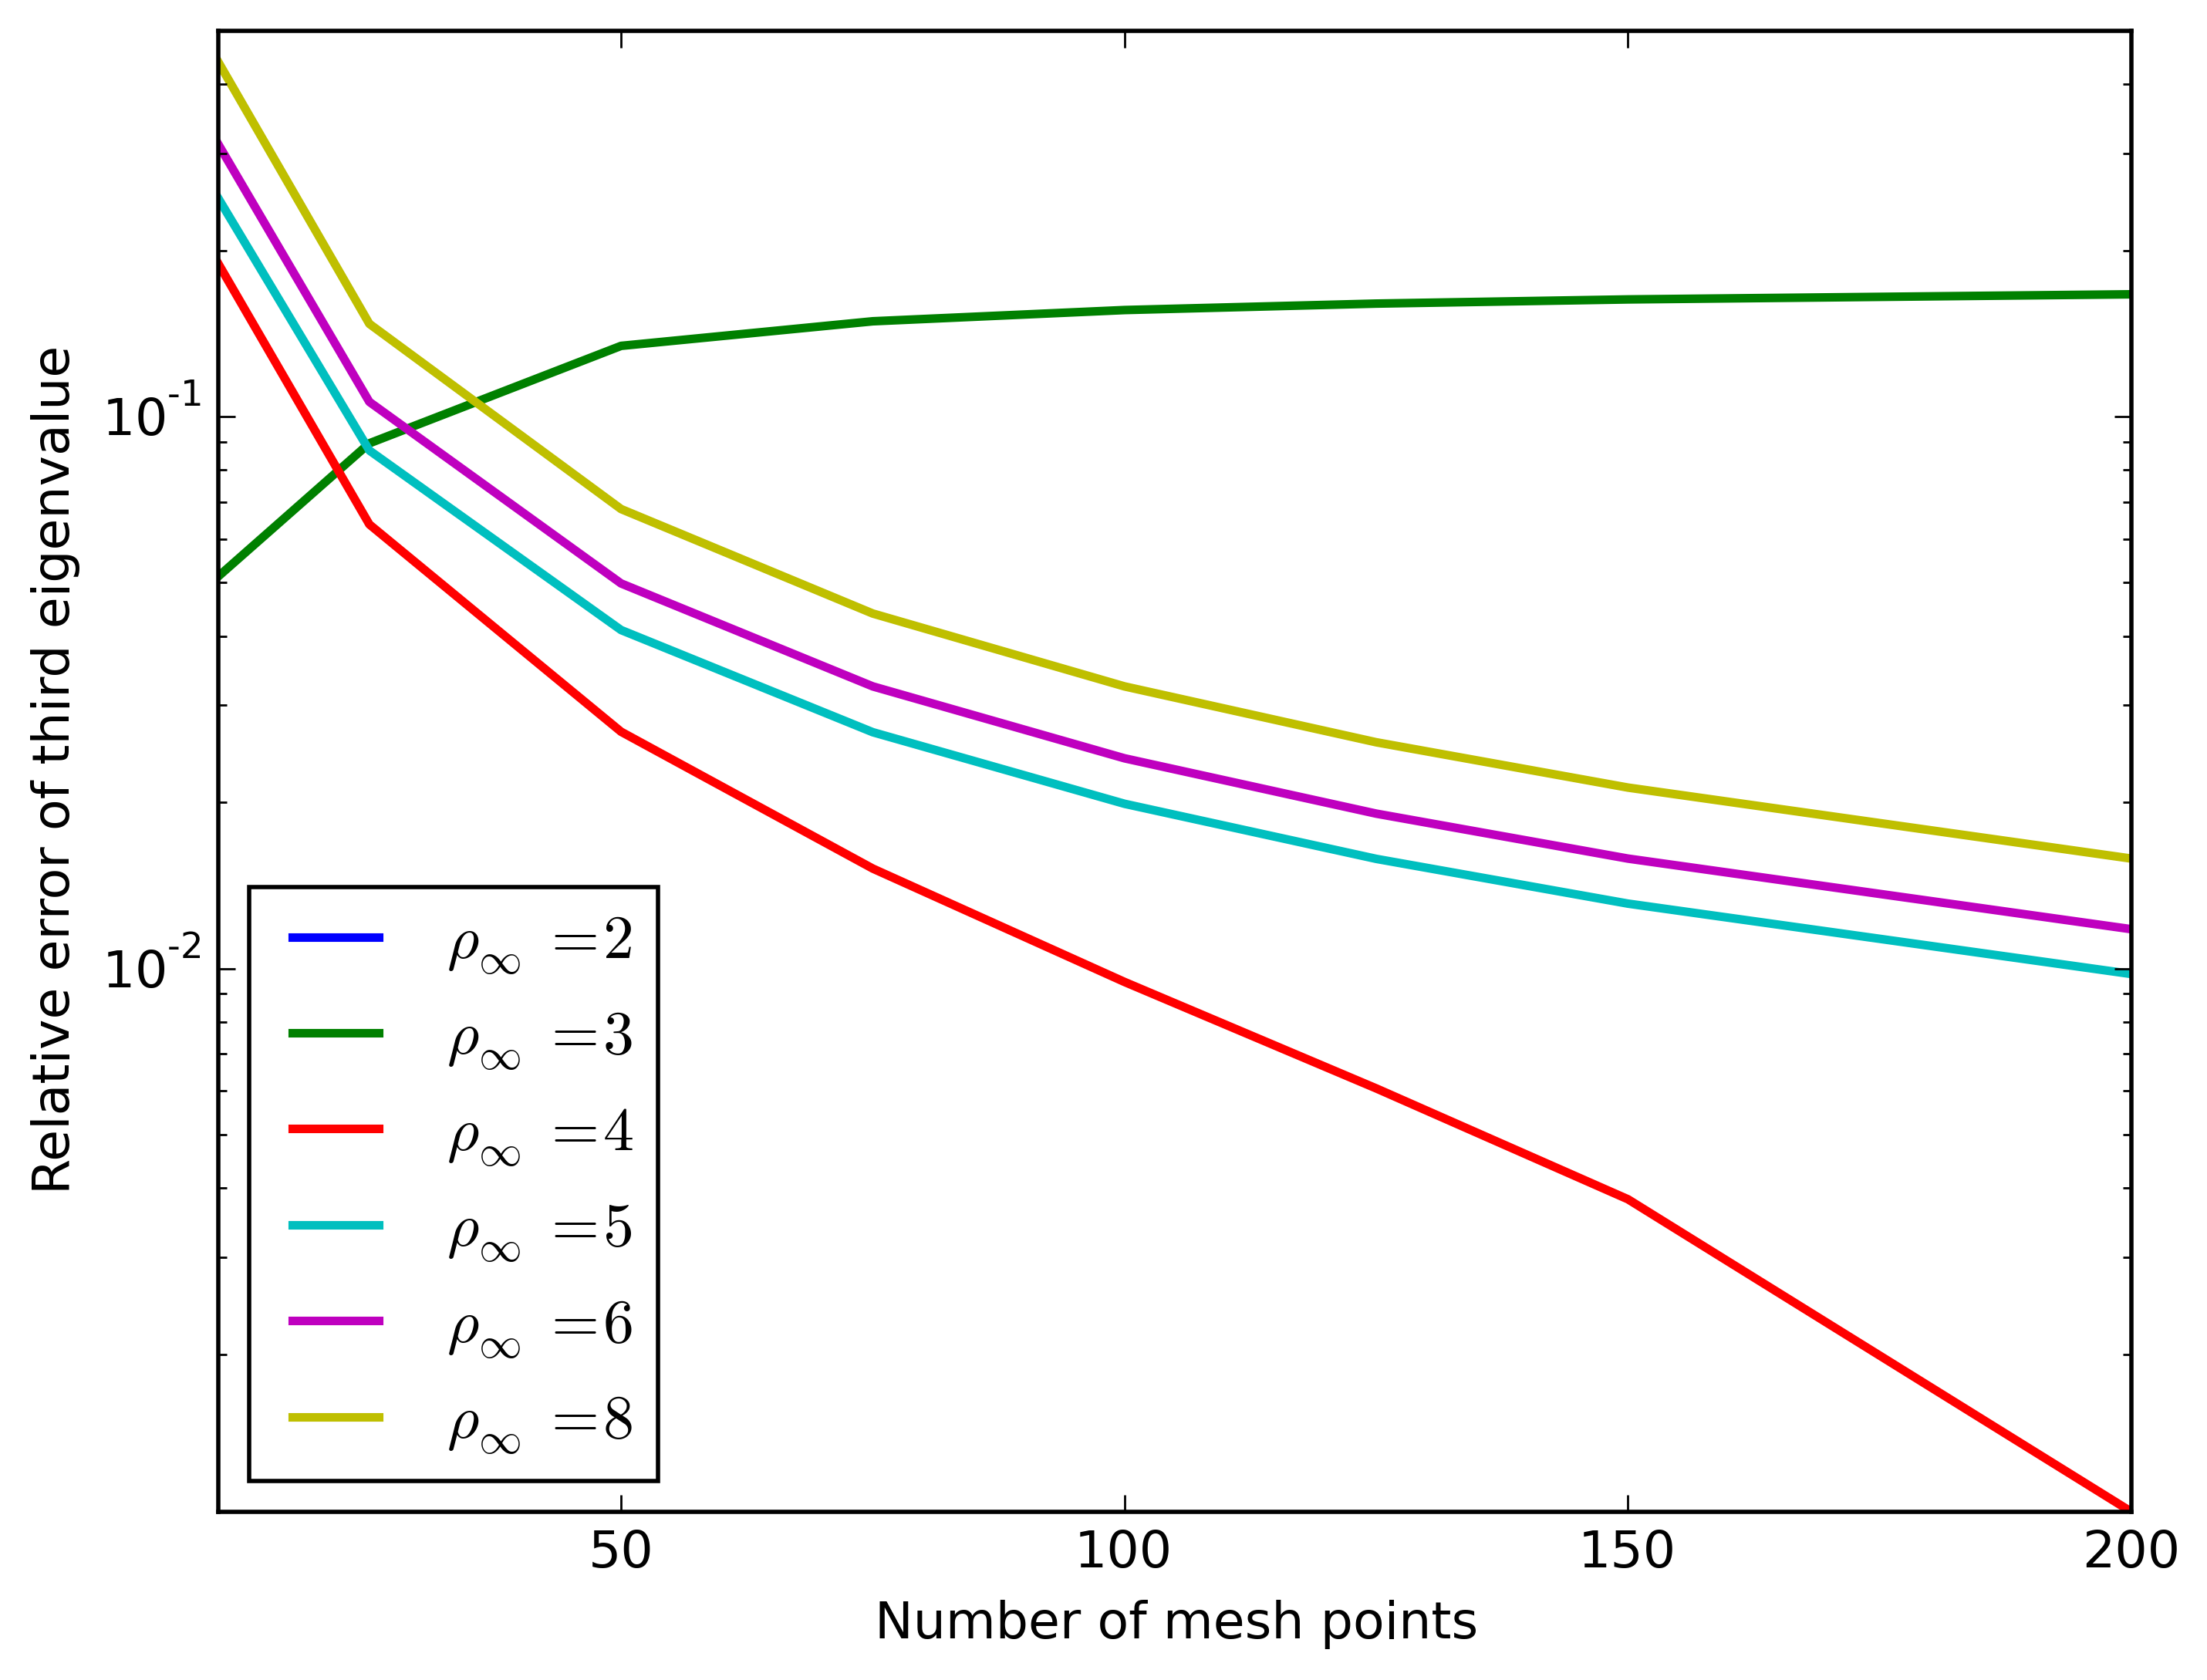 Relative error of third eigenvalue
10⁻¹
10⁻²
ρ∞ =2
ρ∞ =3
ρ∞ =4
ρ∞ =5
ρ∞ =6
ρ∞ =8
50 100 150 200
Number of mesh points